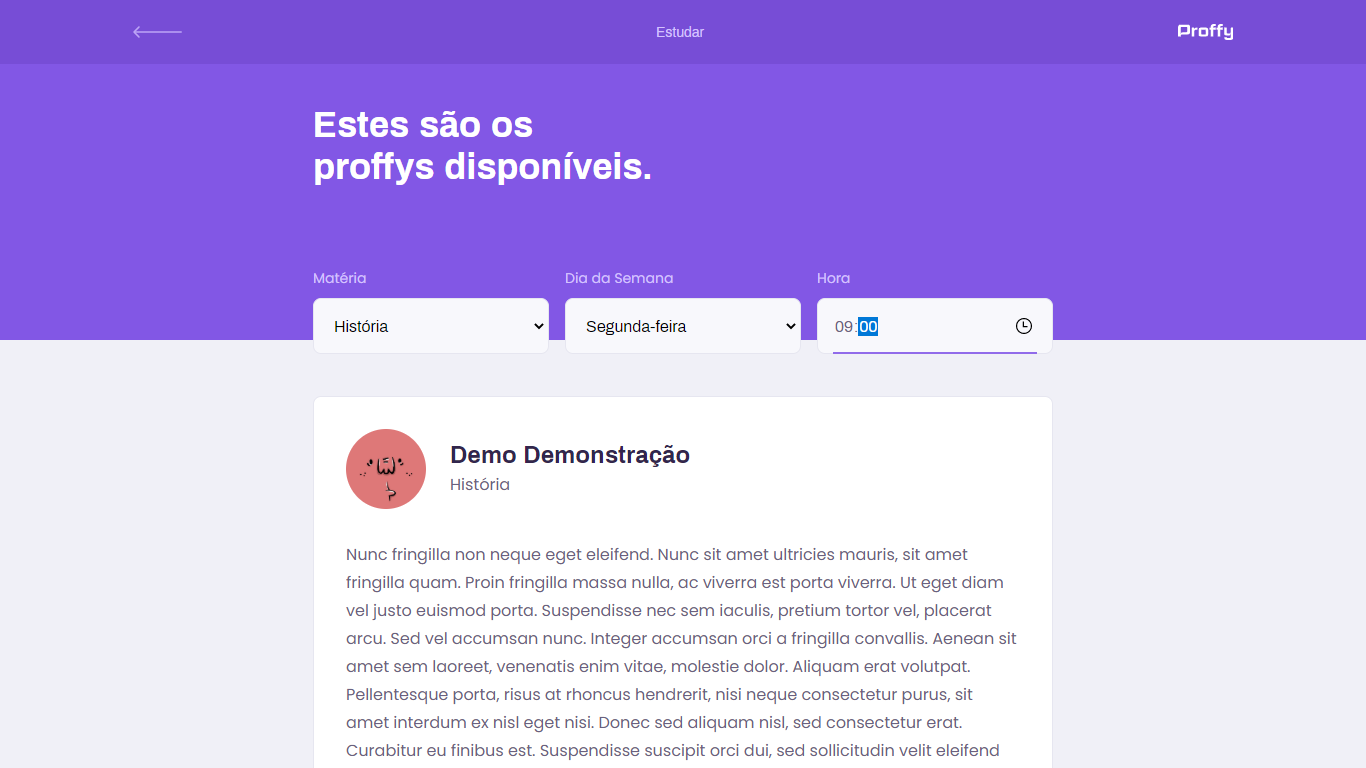 Estudar
Proffy
Estes são os
proffys disponíveis.
Matéria
Dia da Semana
Hora
História
Segunda-feira
09:00
Demo Demonstração
História
Nunc fringilla non neque eget eleifend. Nunc sit amet ultricies mauris, sit amet
fringilla quam. Proin fringilla massa nulla, ac viverra est porta viverra. Ut eget diam
vel justo euismod porta. Suspendisse nec sem iaculis, pretium tortor vel, placerat
arcu. Sed vel accumsan nunc. Integer accumsan orci a fringilla convallis. Aenean sit
amet sem laoreet, venenatis enim vitae, molestie dolor. Aliquam erat volutpat.
Pellentesque porta, risus at rhoncus hendrerit, nisi neque consectetur purus, sit
amet interdum ex nisl eget nisi. Donec sed aliquam nisl, sed consectetur erat.
Curabitur eu finibus est. Suspendisse suscipit orci dui, sed sollicitudin velit eleifend